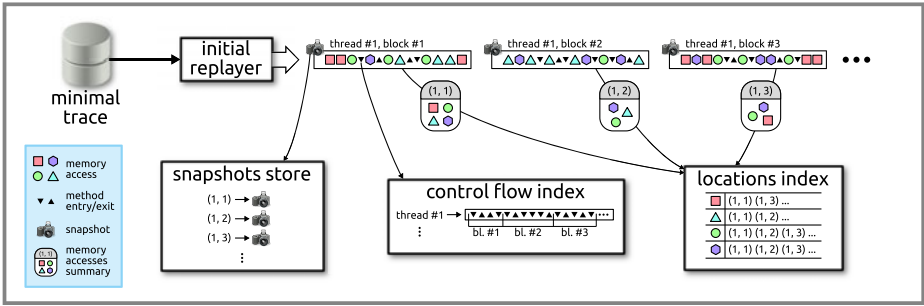 minimal
trace
initial
replayer
thread #1, block #1
thread #1, block #2
thread #1, block #3
(1, 1)
(1, 2)
(1, 3)
memory
access
method
entry/exit
snapshot
(1, 1)
memory
accesses
summary
snapshots store
(1, 1)
(1, 2)
(1, 3)
control flow index
thread #1
bl. #1
bl. #2
bl. #3
locations index
(1, 1) (1, 3) ...
(1, 1) (1, 2) ...
(1, 1) (1, 2) (1, 3) ...
(1, 1) (1, 2) (1, 3) ...